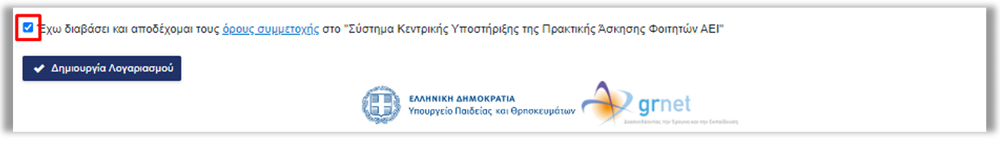 Έχω διαβάσει και αποδέχομαι τους όρους συμμετοχής στο "Σύστημα Κεντρικής Υποστήριξης της Πρακτικής Άσκησης Φοιτητών ΑΕΙ"
Δημιουργία Λογαριασμού
ΕΛΛΗΝΙΚΗ ΔΗΜΟΚΡΑΤΙΑ
Υπουργείο Παιδείας και Θρησκευμάτων
grnet
Διασυνδέοντας την Έρευνα και την Εκπαίδευση